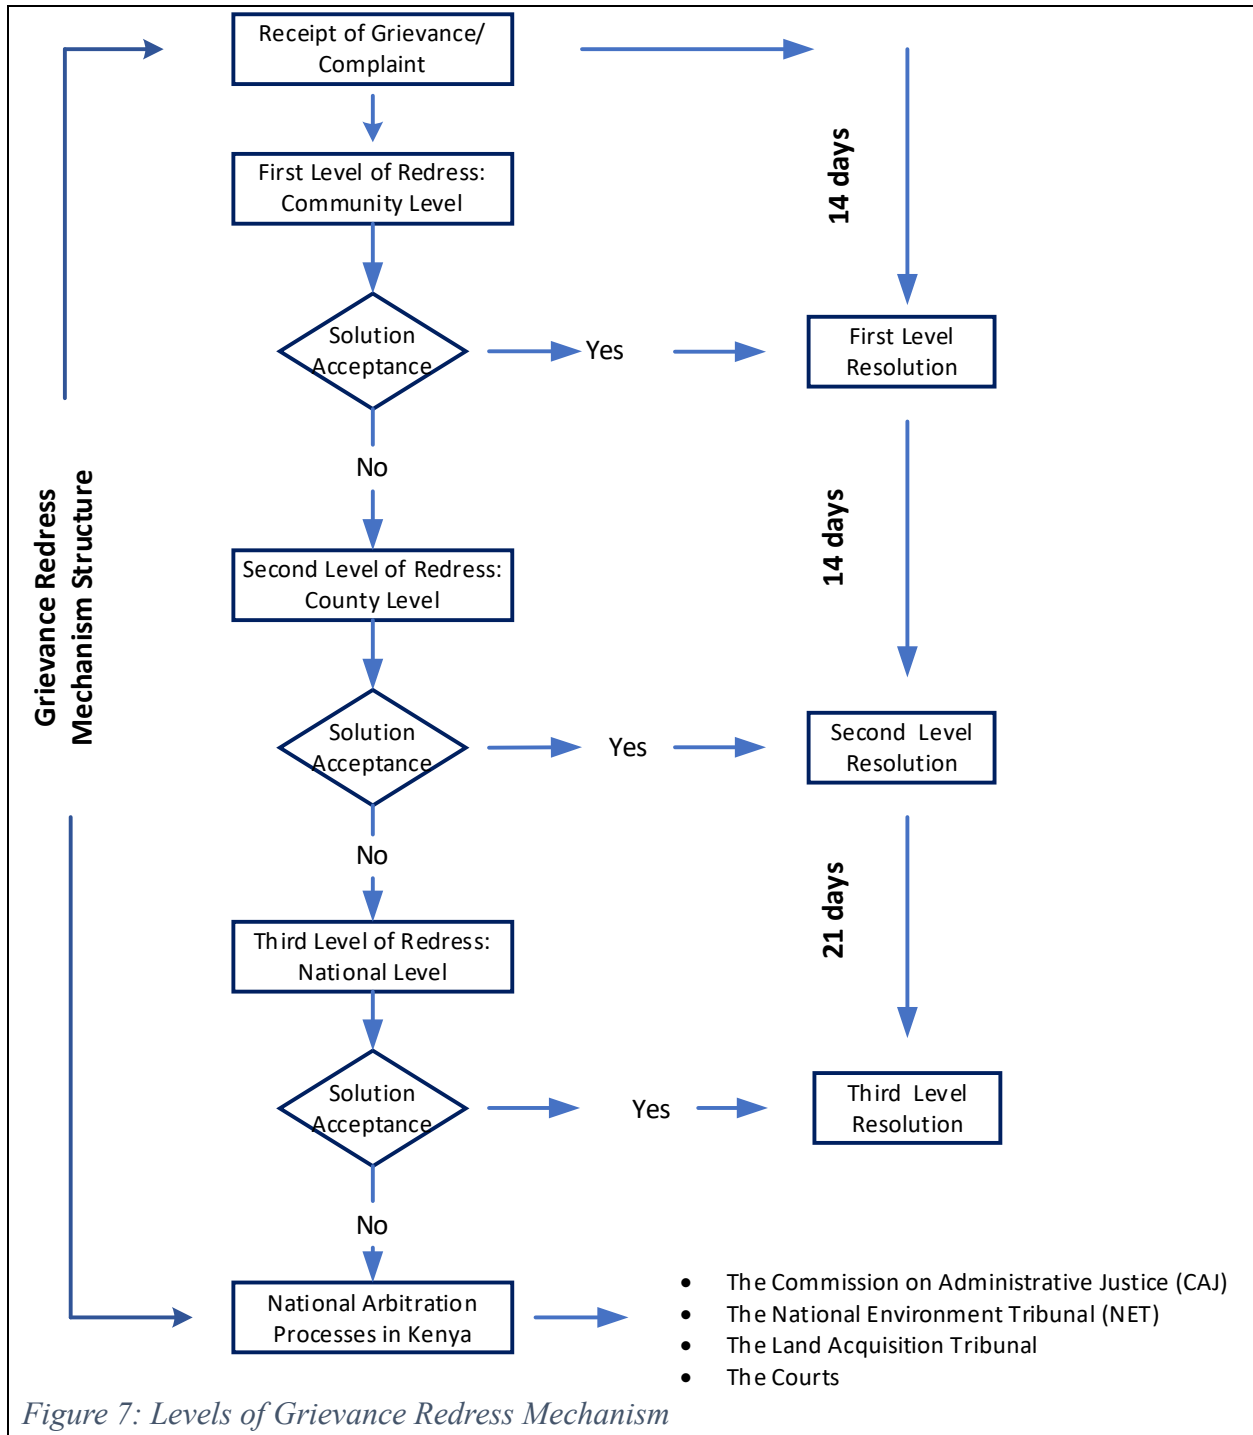 Receipt of Grievance/
Complaint
First Level of Redress:
Community Level
14 days
Solution
Acceptance
Yes
First Level
Resolution
No
Grievance Redress
Mechanism Structure
14 days
Second Level of Redress:
County Level
Solution
Acceptance
Yes
Second Level
Resolution
No
21 days
Third Level of Redress:
National Level
Solution
Acceptance
Yes
Third Level
Resolution
No
National Arbitration
Processes in Kenya
• The Commission on Administrative Justice (CAJ)
• The National Environment Tribunal (NET)
• The Land Acquisition Tribunal
• The Courts
Figure 7: Levels of Grievance Redress Mechanism